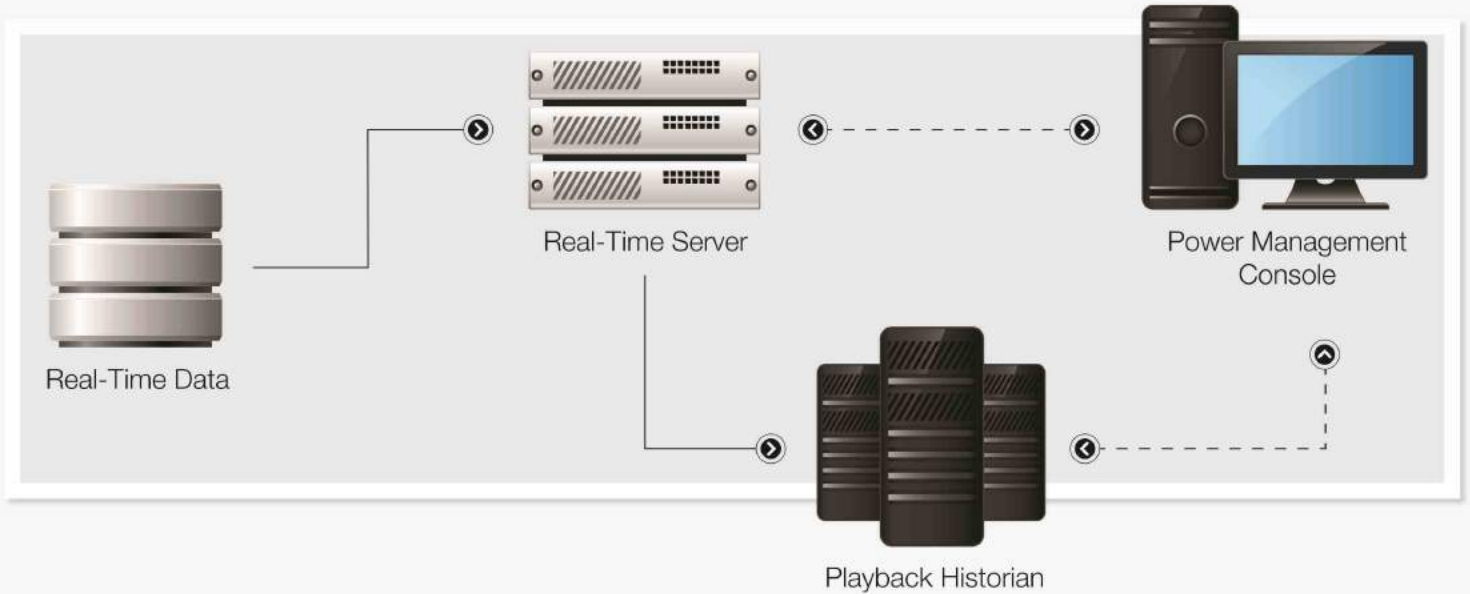 Real-Time Server
Power Management
Console
Real-Time Data
Playback Historian